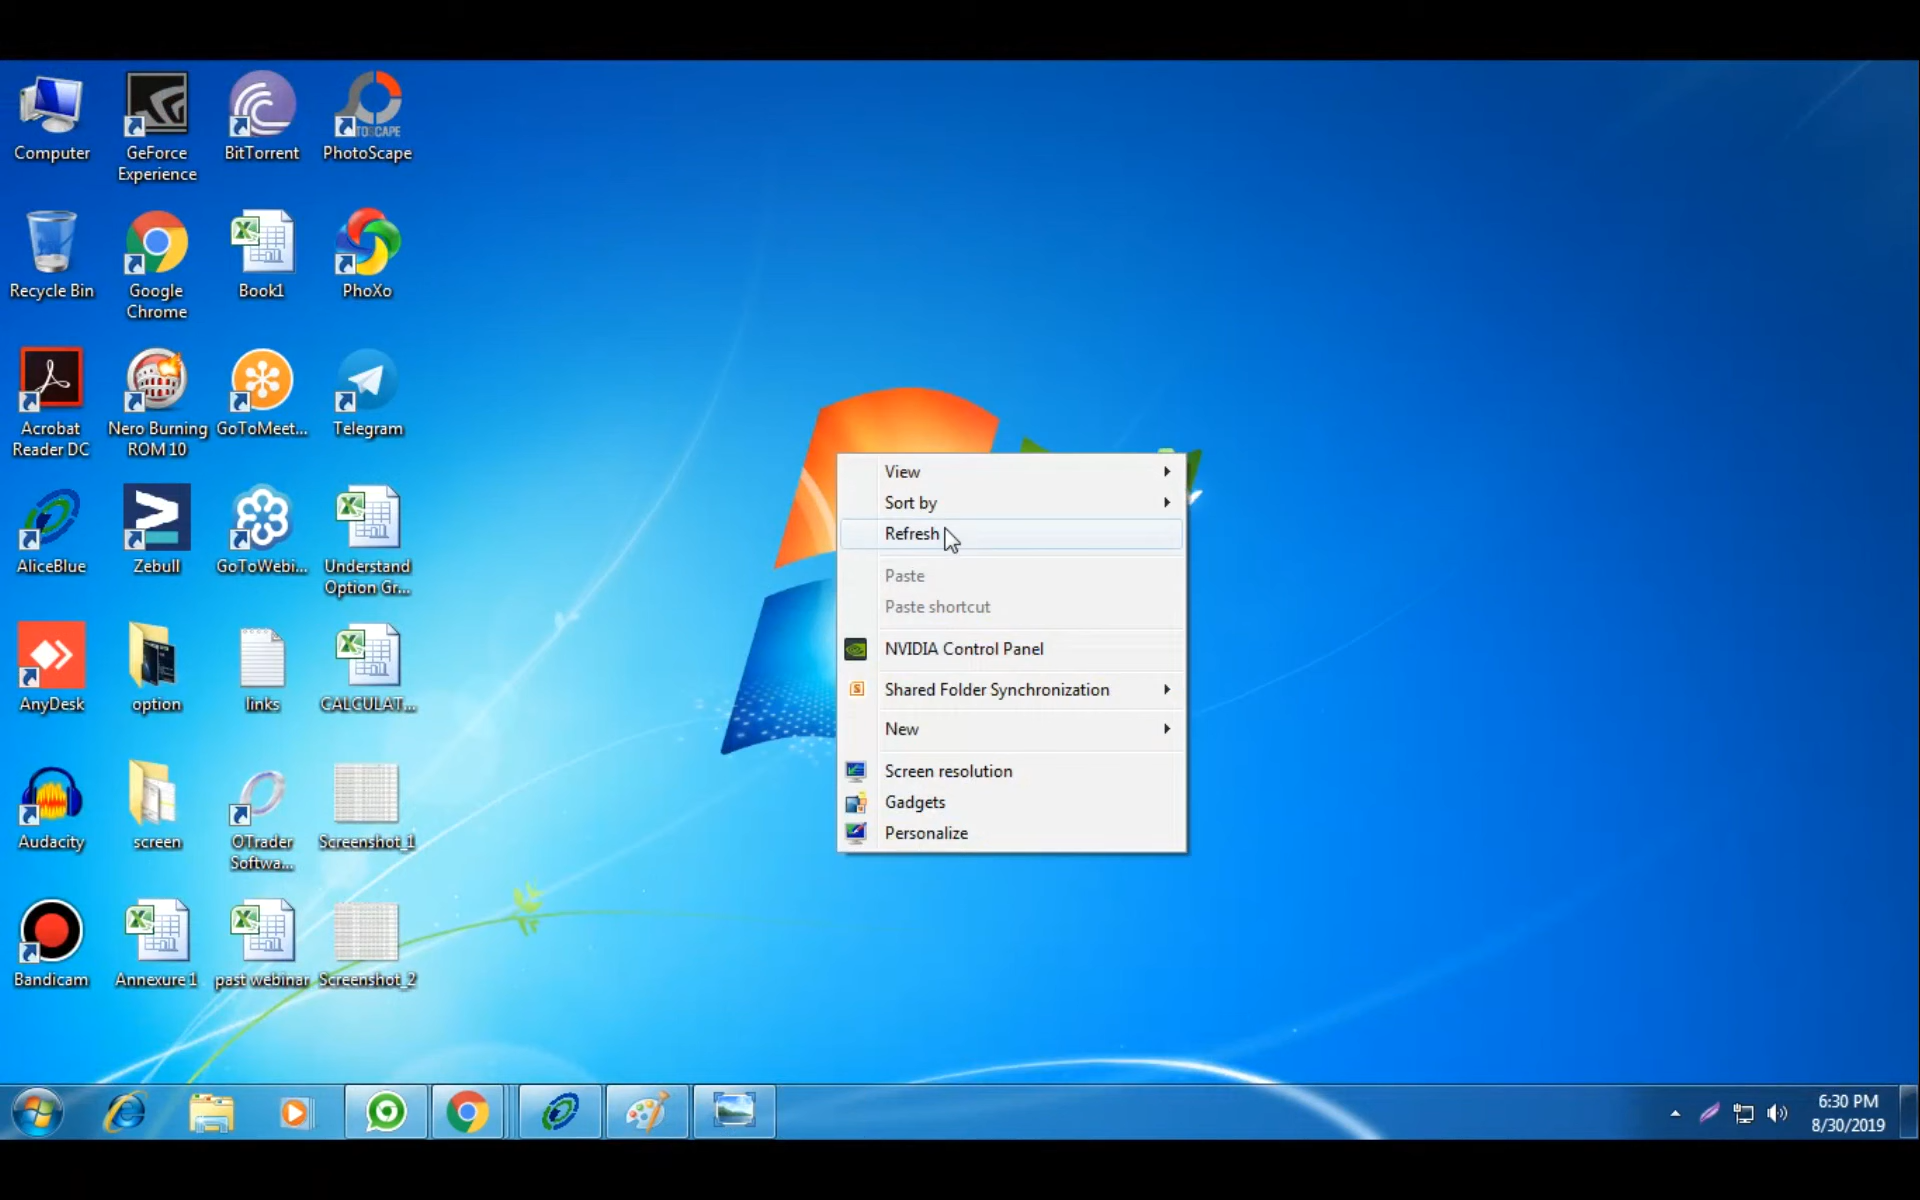 Computer
GeForce
Experience
BitTorrent
PhotoScape
Recycle Bin
Google
Chrome
Book1
PhoXo
Acrobat
Reader DC
Nero Burning
ROM 10
GoToMeet...
Telegram
AliceBlue
Zebull
GoToWebi...
Understand
Option Gr...
AnyDesk
option
links
CALCULAT...
Audacity
screen
OTrader
Softwa...
Screenshot_1
Bandicam
Annexure 1
past webinar
Screenshot_2
View
Sort by
Refresh
Paste
Paste shortcut
NVIDIA Control Panel
Shared Folder Synchronization
New
Screen resolution
Gadgets
Personalize
6:30 PM
8/30/2019